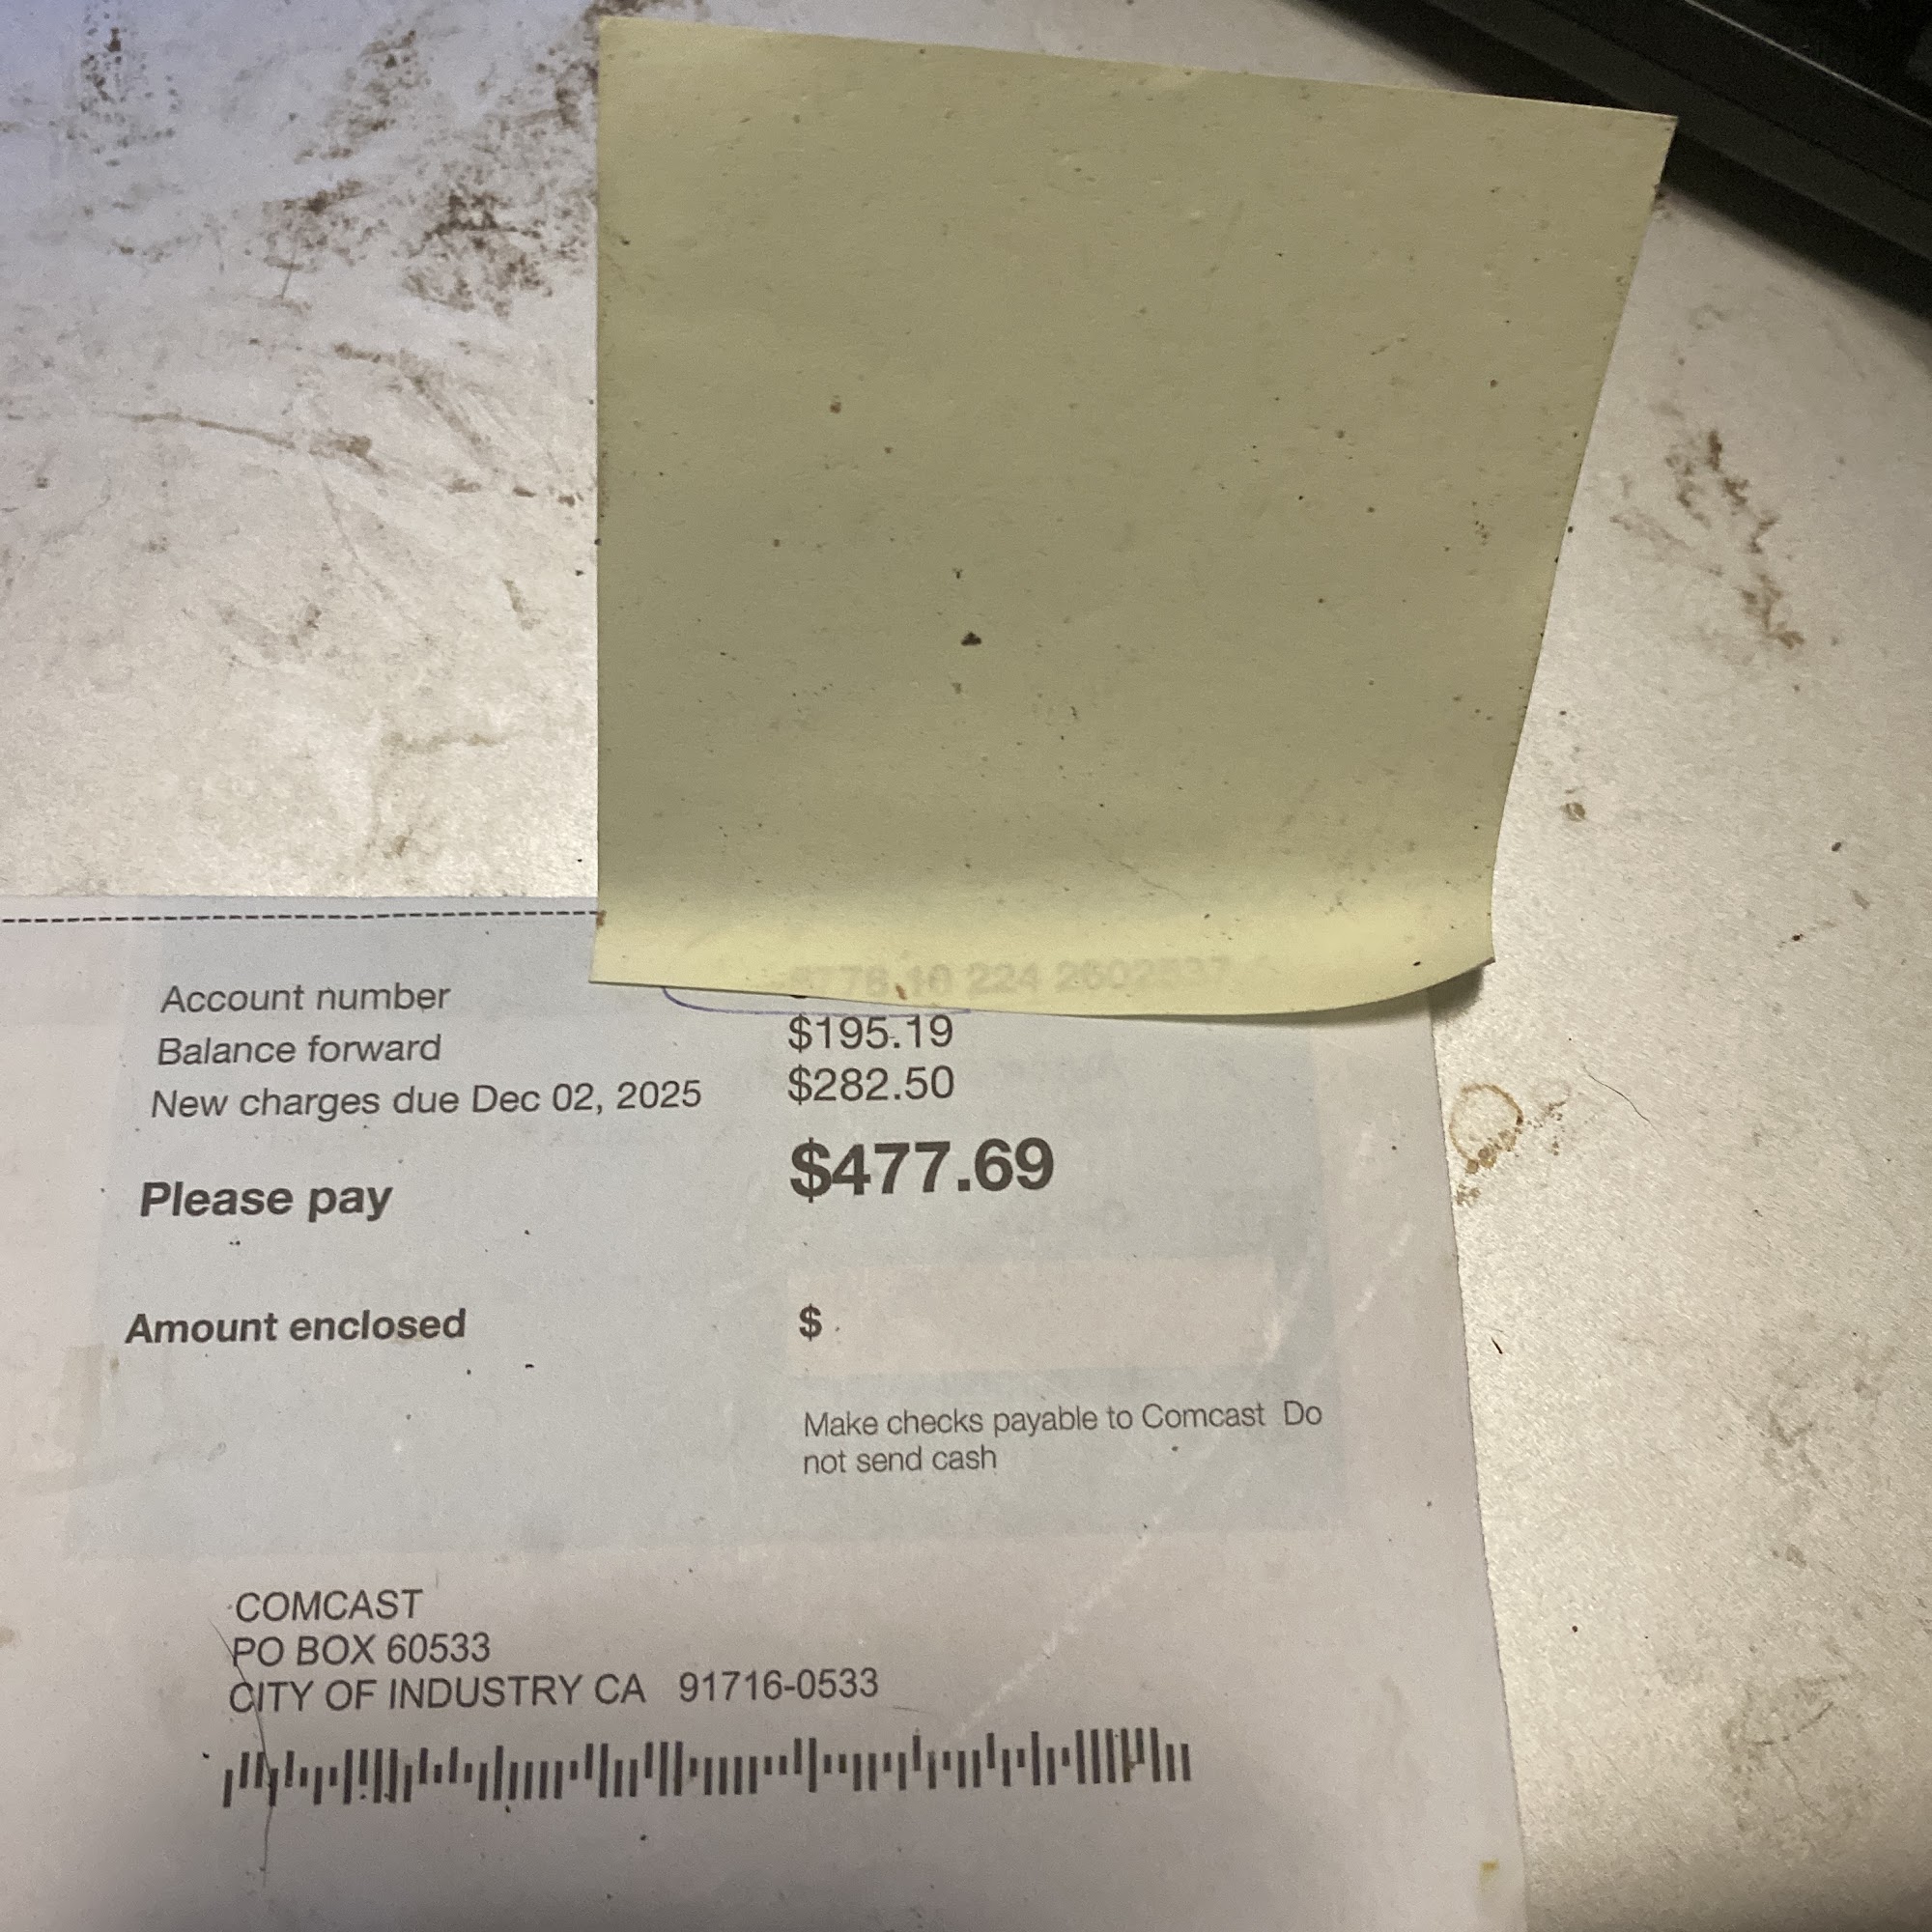 Account number
Balance forward $195.19
New charges due Dec 02, 2025 $282.50
Please pay $477.69
Amount enclosed $
Make checks payable to Comcast Do
not send cash
COMCAST
PO BOX 60533
CITY OF INDUSTRY CA 91716-0533